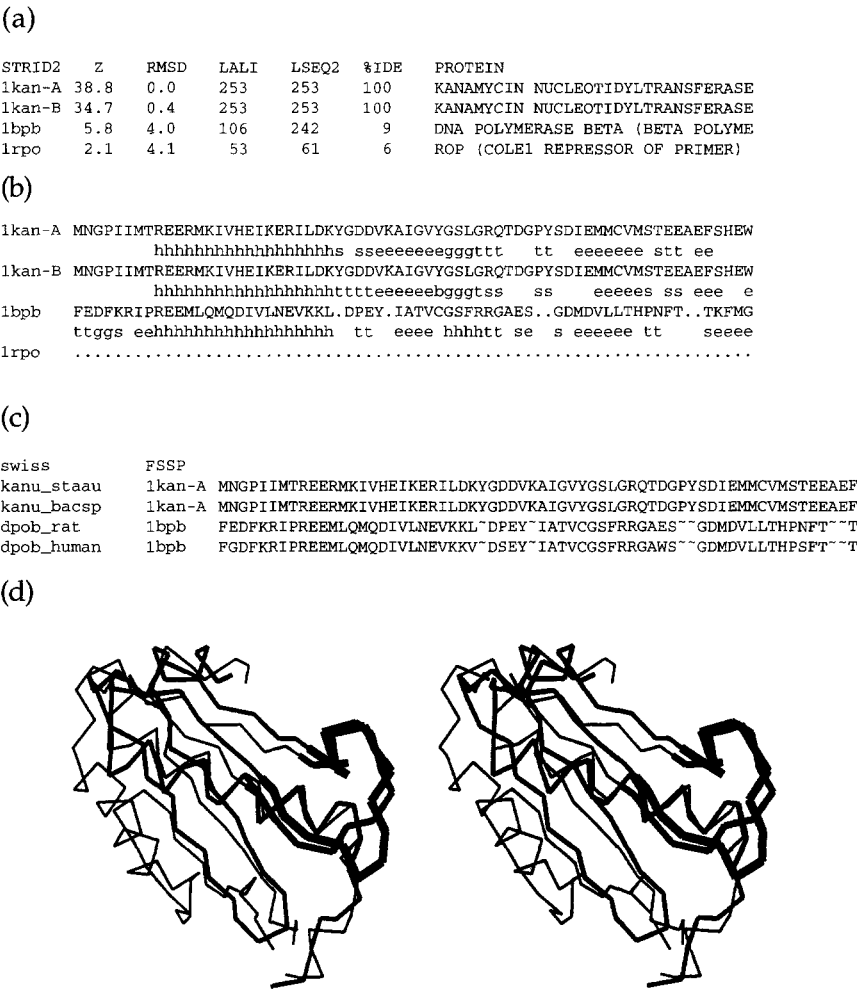 (a)
STRID2 Z RMSD LALI LSEQ2 %IDE PROTEIN
1kan-A 38.8 0.0 253 253 100 KANAMYCIN NUCLEOTIDYLTRANSFERASE
1kan-B 34.7 0.4 253 253 100 KANAMYCIN NUCLEOTIDYLTRANSFERASE
1bpb 5.8 4.0 106 242 9 DNA POLYMERASE BETA (BETA POLYME
1rpo 2.1 4.1 53 61 6 ROP (COLE1 REPRESSOR OF PRIMER)
(b)
1kan-A MNGPIIMTREERMKIVHEIKERILDKYGDDVKAIGVYGSLGRQTDGPYSDIEMMCVMSTEEAEFSHEW
hhhhhhhhhhhhhhhhhhs sseeeeeeegggttt tt eeeeeee stt ee
1kan-B MNGPIIMTREERMKIVHEIKERILDKYGDDVKAIGVYGSLGRQTDGPYSDIEMMCVMSTEEAEFSHEW
hhhhhhhhhhhhhhhhhhttttteeeeeebgggtss ss eeeeees ss eee e
1bpb FEDFKRIPREEMLQMQDIVLNEVKKL.DPEY.IATVCGSFRRGAES..GDMDVLLTHPNFT..TKFMG
ttggs eehhhhhhhhhhhhhhhhhhh tt eeee hhhhtt se s eeeeee tt seeee
1rpo ....................................................................
(c)
swiss FSSP
kanu_staau 1kan-A MNGPIIMTREERMKIVHEIKERILDKYGDDVKAIGVYGSLGRQTDGPYSDIEMMCVMSTEEAEF
kanu_bacsp 1kan-A MNGPIIMTREERMKIVHEIKERILDKYGDDVKAIGVYGSLGRQTDGPYSDIEMMCVMSTEEAEF
dpob_rat 1bpb FEDFKRIPREEMLQMQDIVLNEVKKL~DPEY~IATVCGSFRRGAES~~GDMDVLLTHPNFT~~T
dpob_human 1bpb FGDFKRIPREEMLQMQDIVLNEVKKV~DSEY~IATVCGSFRRGAWS~~GDMDVLLTHPSFT~~T
(d)